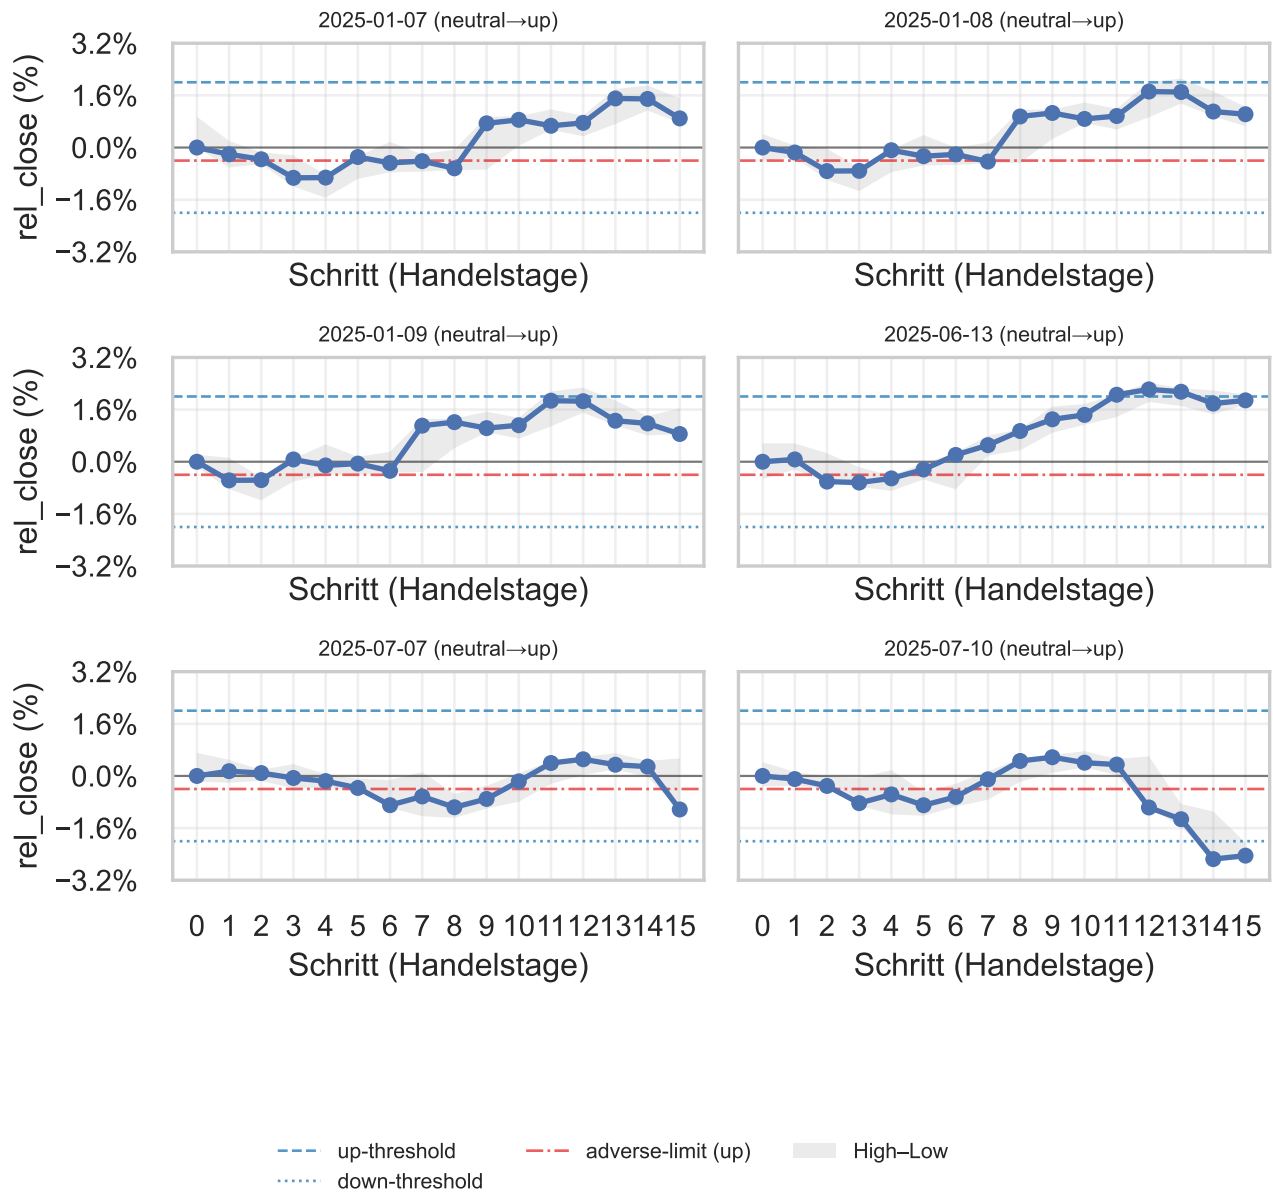 2025-01-07 (neutral→up)
2025-01-08 (neutral→up)
3.2%
1.6%
0.0%
−1.6%
−3.2%
rel_close (%)
Schritt (Handelstage)
Schritt (Handelstage)
2025-01-09 (neutral→up)
2025-06-13 (neutral→up)
3.2%
1.6%
0.0%
−1.6%
−3.2%
rel_close (%)
Schritt (Handelstage)
Schritt (Handelstage)
2025-07-07 (neutral→up)
2025-07-10 (neutral→up)
3.2%
1.6%
0.0%
−1.6%
−3.2%
rel_close (%)
0 1 2 3 4 5 6 7 8 9 10 11 12 13 14 15
0 1 2 3 4 5 6 7 8 9 10 11 12 13 14 15
Schritt (Handelstage)
Schritt (Handelstage)
up-threshold
down-threshold
adverse-limit (up)
High–Low